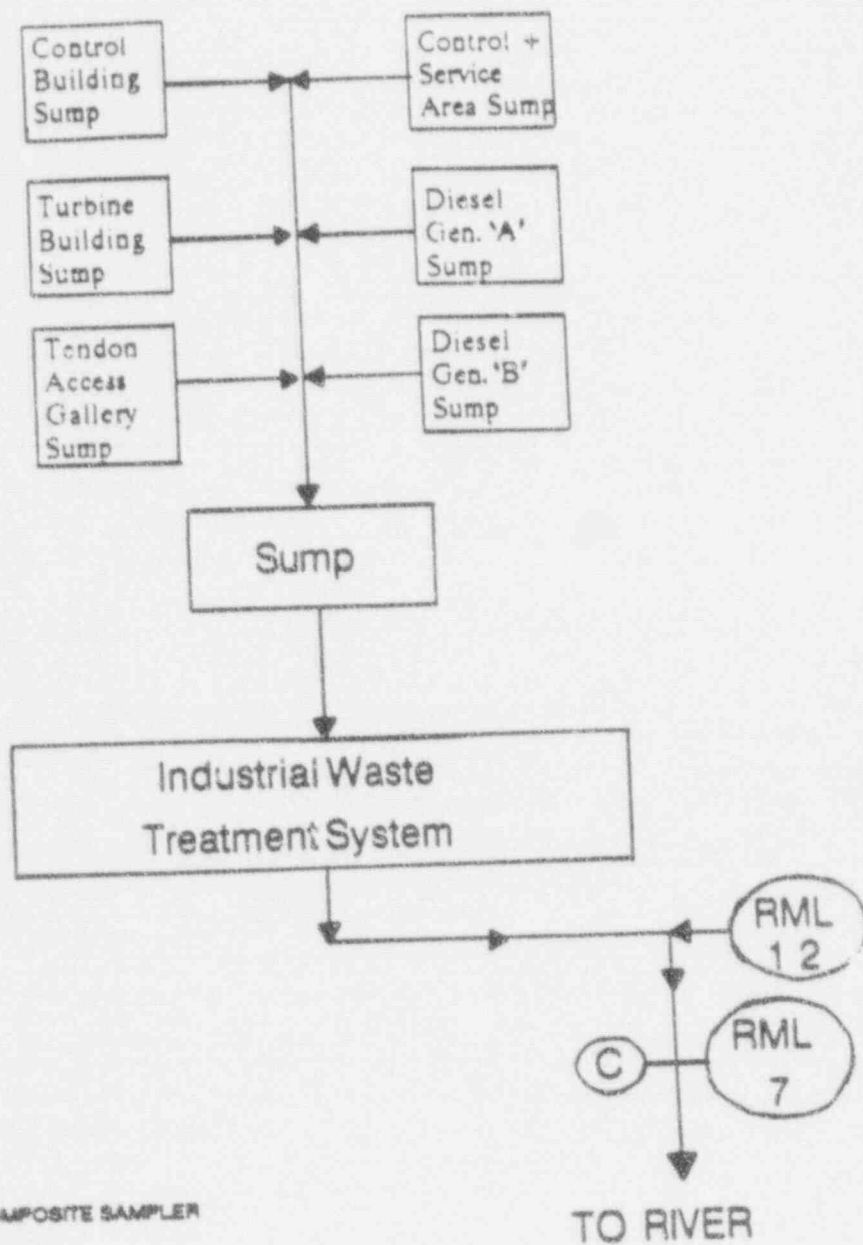 Control
Building
Sump
Control +
Service
Area Sump
Turbine
Building
Sump
Diesel
Gen. 'A'
Sump
Tendon
Access
Gallery
Sump
Diesel
Gen. 'B'
Sump
Sump
Industrial Waste
Treatment System
RML
12
C
RML
7
SAMPLER
TO RIVER